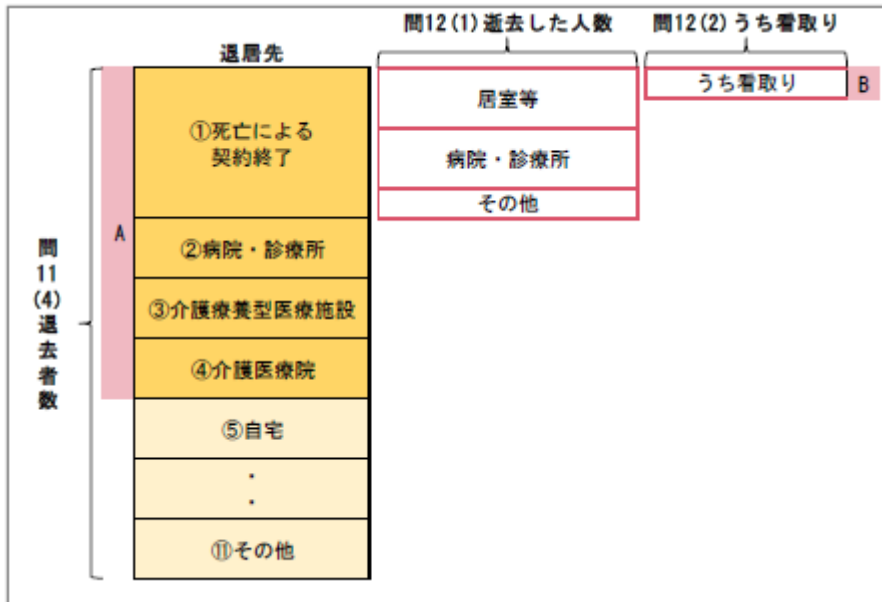 問12(1)逝去した人数
問12(2)うち看取り
退居先
問11(4)退去者数
A
①死亡による
契約終了
②病院・診療所
③介護療養型医療施設
④介護医療院
⑤自宅
・
・
⑪その他
居室等
病院・診療所
その他
うち看取り
B